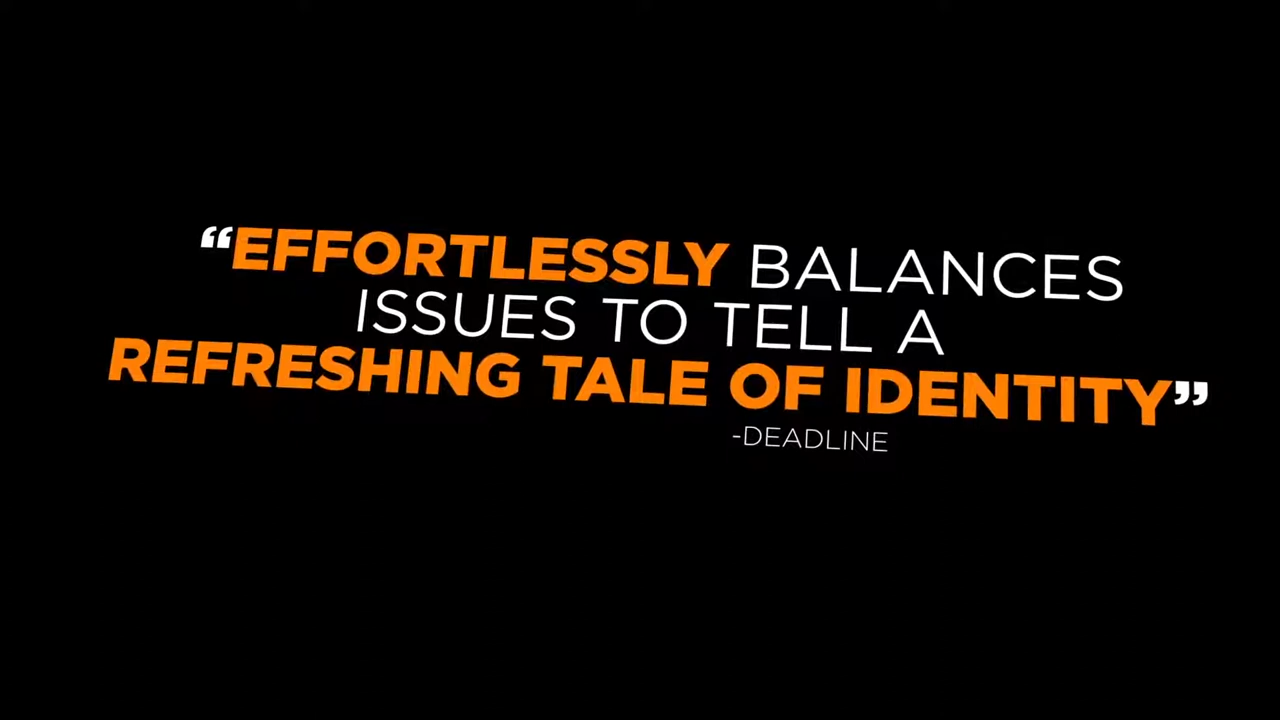 “EFFORTLESSLY BALANCES
ISSUES TO TELL A
REFRESHING TALE OF IDENTITY”
-DEADLINE